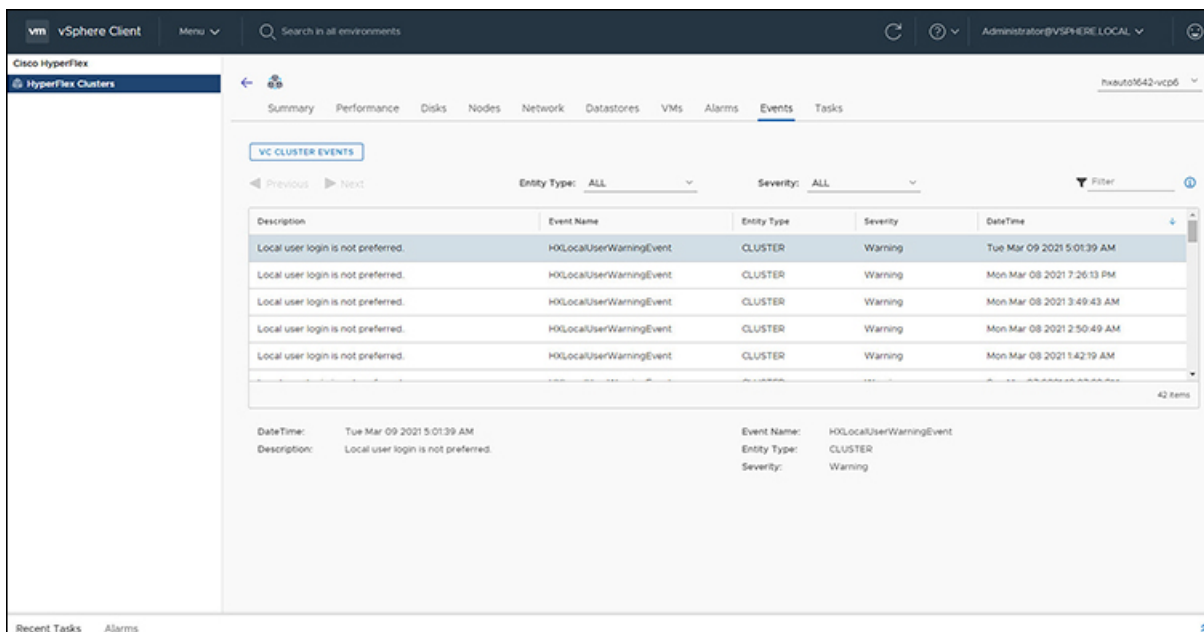 vm vSphere Client Menu Search in all environments Administrator@VSPHERE.LOCAL
Cisco HyperFlex
HyperFlex Clusters
hxauto1642-vcp6
Summary Performance Disks Nodes Network Datastores VMs Alarms Events Tasks
VC CLUSTER EVENTS
Previous Next Entity Type: ALL Severity: ALL Filter
Description Event Name Entity Type Severity DateTime
Local user login is not preferred. HXLocalUserWarningEvent CLUSTER Warning Tue Mar 09 2021 5:01:39 AM
Local user login is not preferred. HXLocalUserWarningEvent CLUSTER Warning Mon Mar 08 2021 7:26:13 PM
Local user login is not preferred. HXLocalUserWarningEvent CLUSTER Warning Mon Mar 08 2021 3:49:43 AM
Local user login is not preferred. HXLocalUserWarningEvent CLUSTER Warning Mon Mar 08 2021 2:50:49 AM
Local user login is not preferred. HXLocalUserWarningEvent CLUSTER Warning Mon Mar 08 2021 1:42:19 AM
42 items
DateTime: Tue Mar 09 2021 5:01:39 AM Event Name: HXLocalUserWarningEvent
Description: Local user login is not preferred. Entity Type: CLUSTER
Severity: Warning
Recent Tasks Alarms